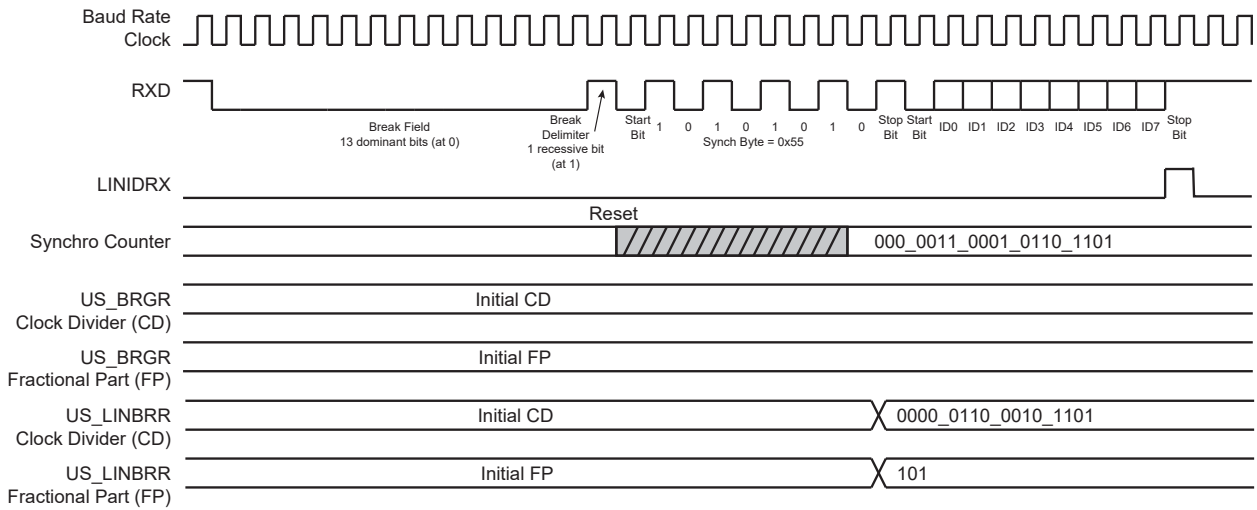 Baud Rate
Clock
RXD
Break Field
13 dominant bits (at 0)
Break
Delimiter
1 recessive bit
(at 1)
Start
Bit
1 0 1 0 1 0 1 0
Synch Byte = 0x55
Stop
Bit
Start
Bit
ID0 ID1 ID2 ID3 ID4 ID5 ID6 ID7
Stop
Bit
LINIDRX
Reset
Synchro Counter
000_0011_0001_0110_1101
US_BRGR
Clock Divider (CD)
Initial CD
US_BRGR
Fractional Part (FP)
Initial FP
US_LINBRR
Clock Divider (CD)
Initial CD
0000_0110_0010_1101
US_LINBRR
Fractional Part (FP)
Initial FP
101